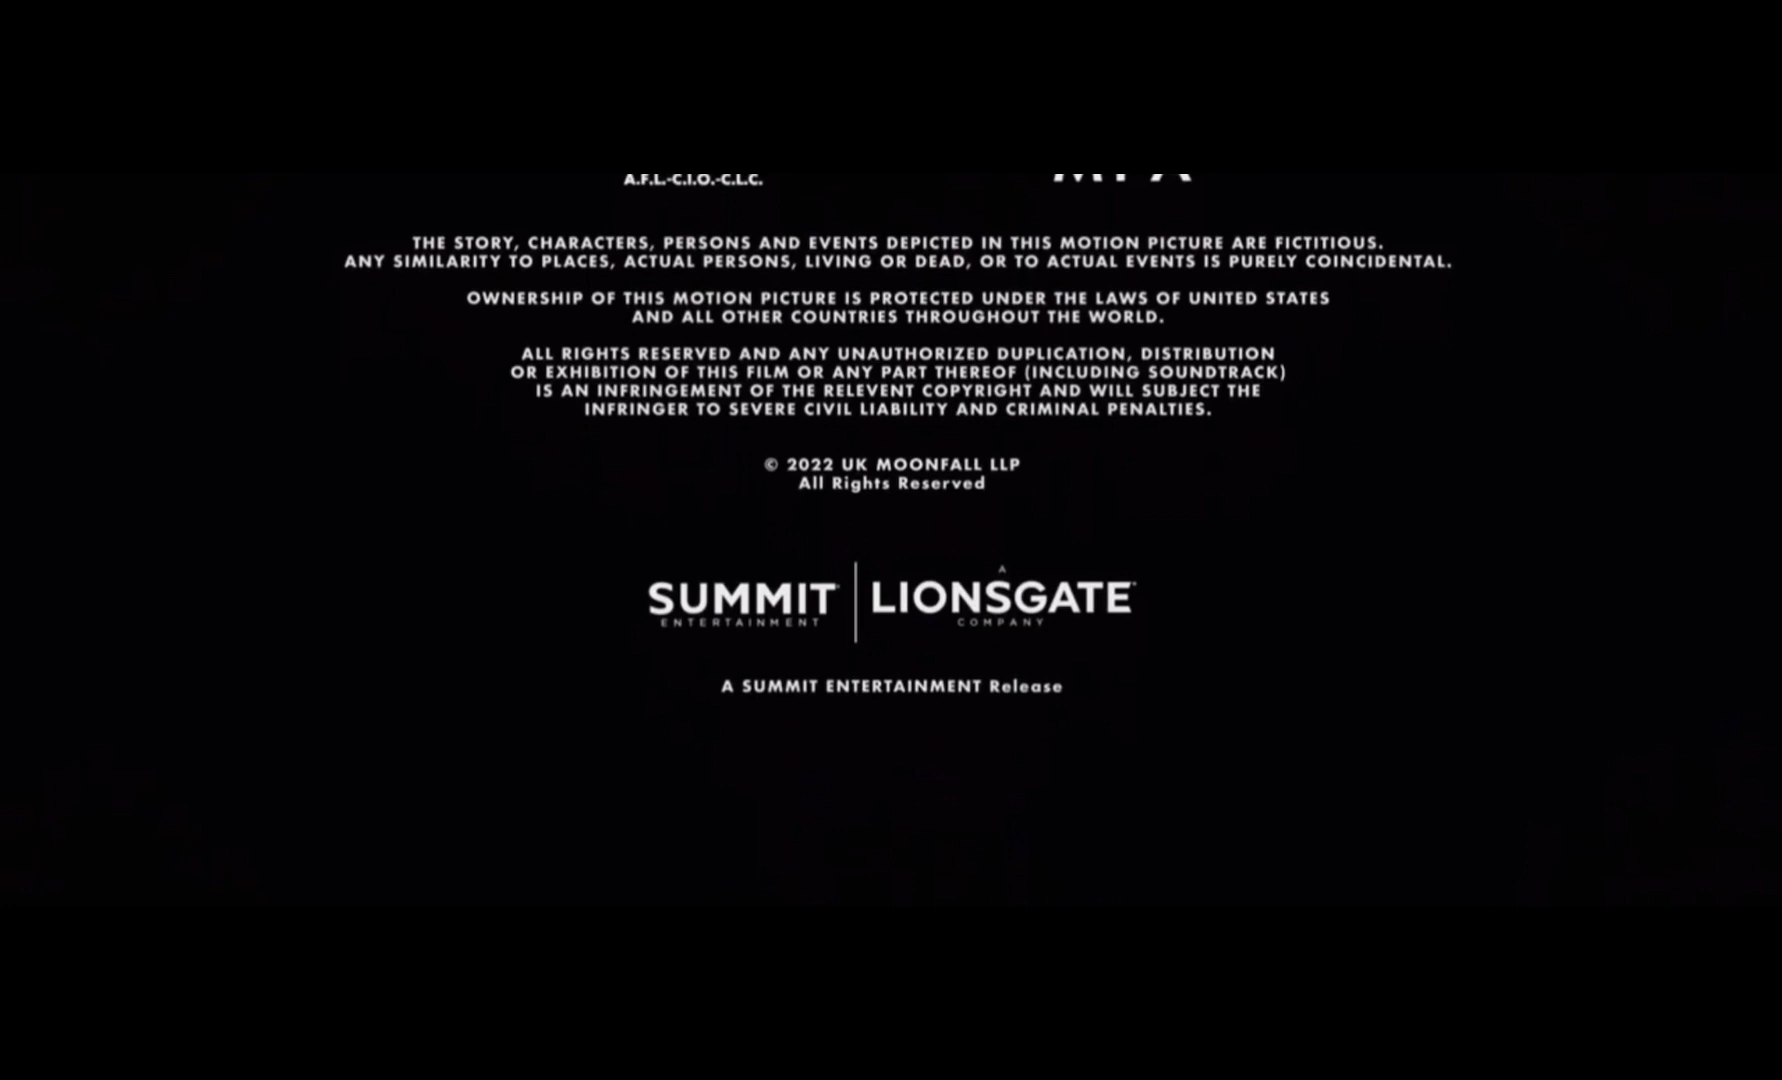 A.F.L.-C.I.O.-C.L.C.
MPA
THE STORY, CHARACTERS, PERSONS AND EVENTS DEPICTED IN THIS MOTION PICTURE ARE FICTITIOUS.
ANY SIMILARITY TO PLACES, ACTUAL PERSONS, LIVING OR DEAD, OR TO ACTUAL EVENTS IS PURELY COINCIDENTAL.
OWNERSHIP OF THIS MOTION PICTURE IS PROTECTED UNDER THE LAWS OF UNITED STATES
AND ALL OTHER COUNTRIES THROUGHOUT THE WORLD.
ALL RIGHTS RESERVED AND ANY UNAUTHORIZED DUPLICATION, DISTRIBUTION
OR EXHIBITION OF THIS FILM OR ANY PART THEREOF (INCLUDING SOUNDTRACK)
IS AN INFRINGEMENT OF THE RELEVENT COPYRIGHT AND WILL SUBJECT THE
INFRINGER TO SEVERE CIVIL LIABILITY AND CRIMINAL PENALTIES.
© 2022 UK MOONFALL LLP
All Rights Reserved
SUMMIT
ENTERTAINMENT
A
LIONSGATE
COMPANY
A SUMMIT ENTERTAINMENT Release